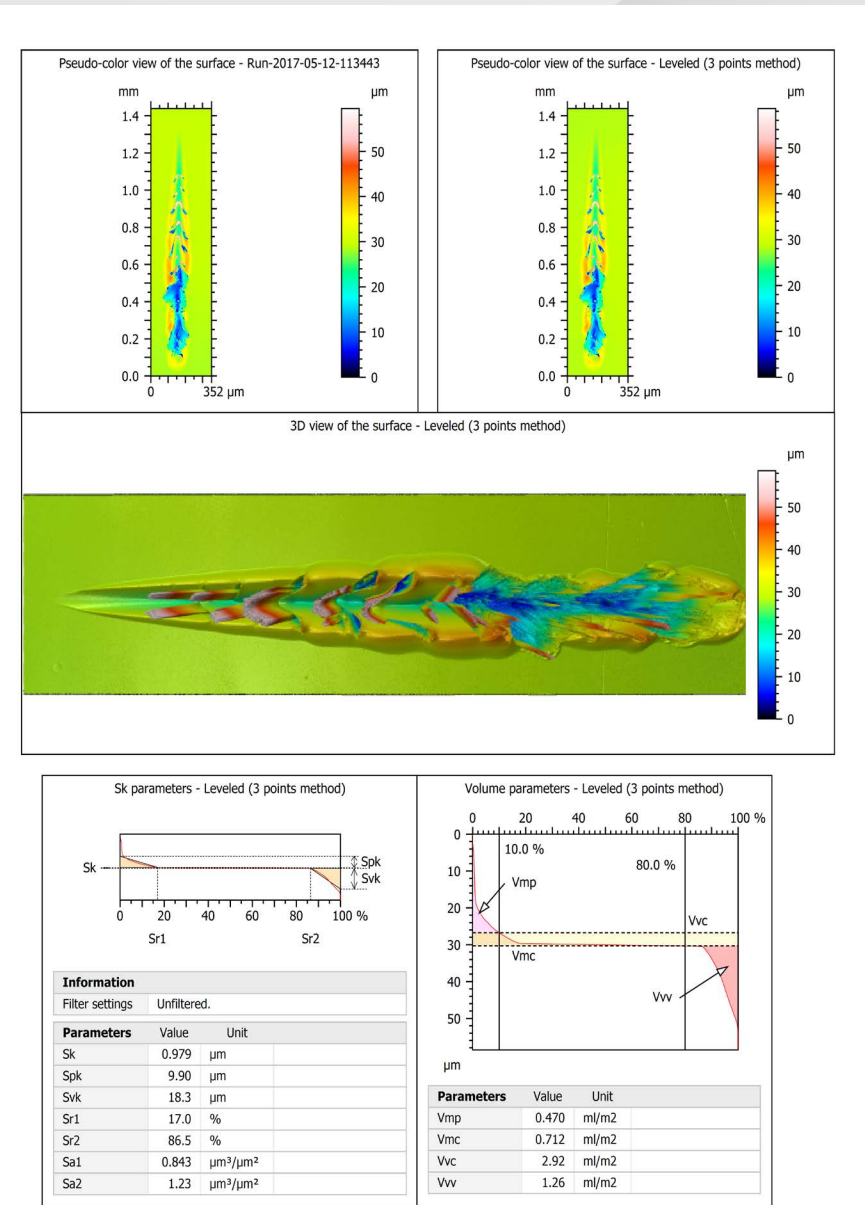 Pseudo-color view of the surface - Run-2017-05-12-113443
mm
µm
1.4
1.2
1.0
0.8
0.6
0.4
0.2
0.0
0
352 µm
50
40
30
20
10
0
Pseudo-color view of the surface - Leveled (3 points method)
mm
µm
1.4
1.2
1.0
0.8
0.6
0.4
0.2
0.0
0
352 µm
50
40
30
20
10
0
3D view of the surface - Leveled (3 points method)
µm
50
40
30
20
10
0
Sk parameters - Leveled (3 points method)
Sk
Spk
Svk
0 20 40 60 80 100 %
Sr1 Sr2
Information
Filter settings Unfiltered.
Parameters Value Unit
Sk 0.979 µm
Spk 9.90 µm
Svk 18.3 µm
Sr1 17.0 %
Sr2 86.5 %
Sa1 0.843 µm³/µm²
Sa2 1.23 µm³/µm²
Volume parameters - Leveled (3 points method)
0 20 40 60 80 100 %
0
10
20
30
40
50
µm
10.0 %
80.0 %
Vmp
Vvc
Vmc
Vvv
Parameters Value Unit
Vmp 0.470 ml/m2
Vmc 0.712 ml/m2
Vvc 2.92 ml/m2
Vvv 1.26 ml/m2